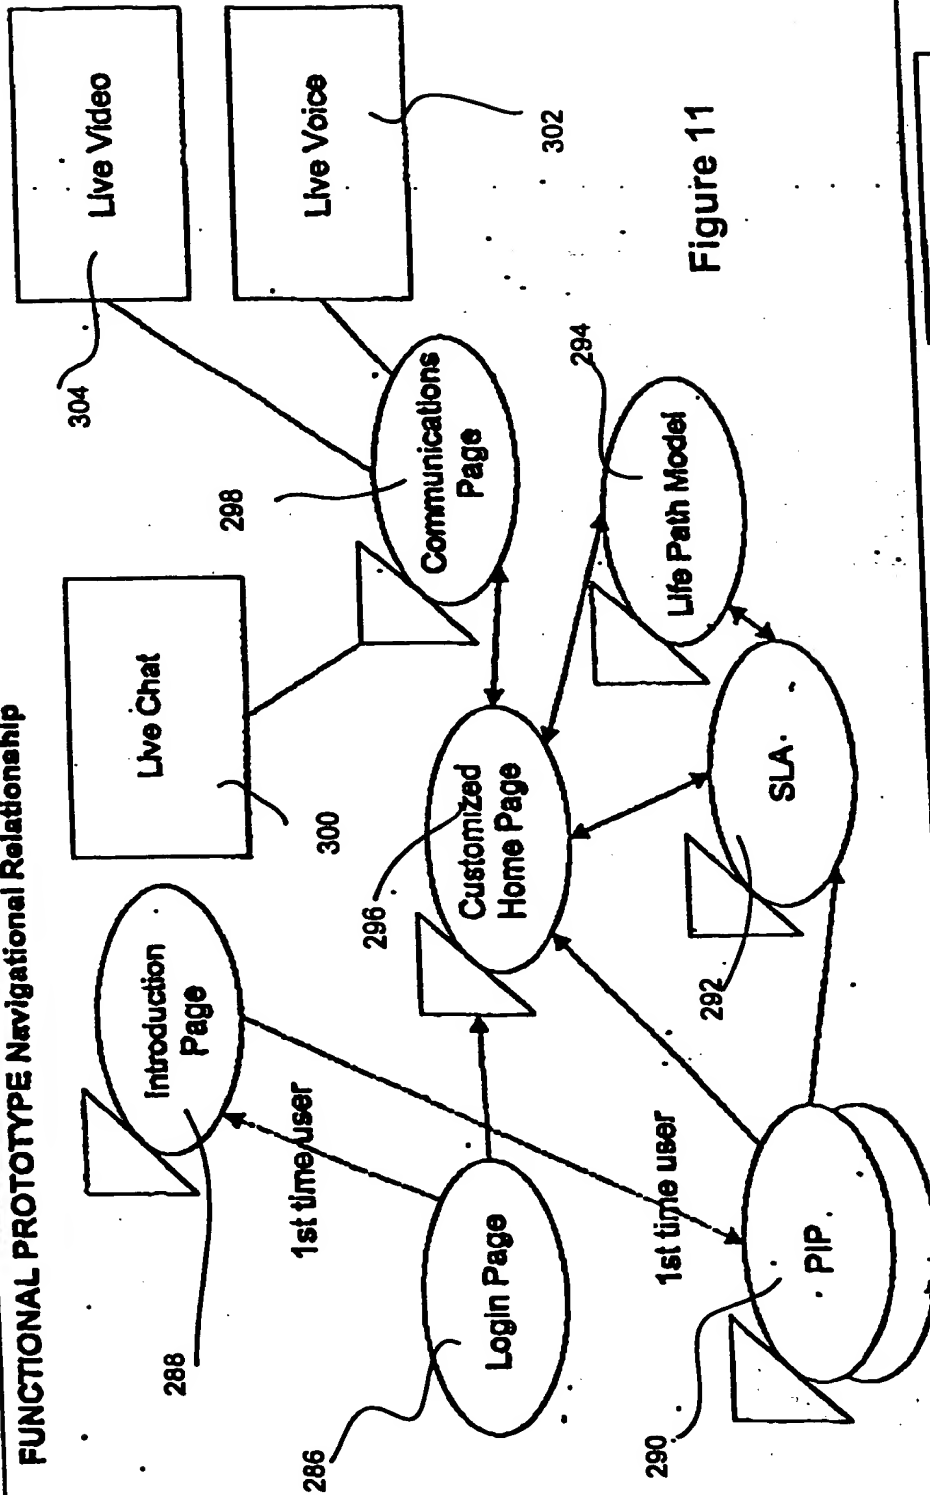 FUNCTIONAL PROTOTYPE Navigational Relationship
288
Introduction
Page
Live Chat
300
304
Live Video
1st time user
286
Login Page
296
Customized
Home Page
298
Communications
Page
Live Voice
302
1st time user
290
PIP.
292
SLA.
Life Path Model
294
Figure 11